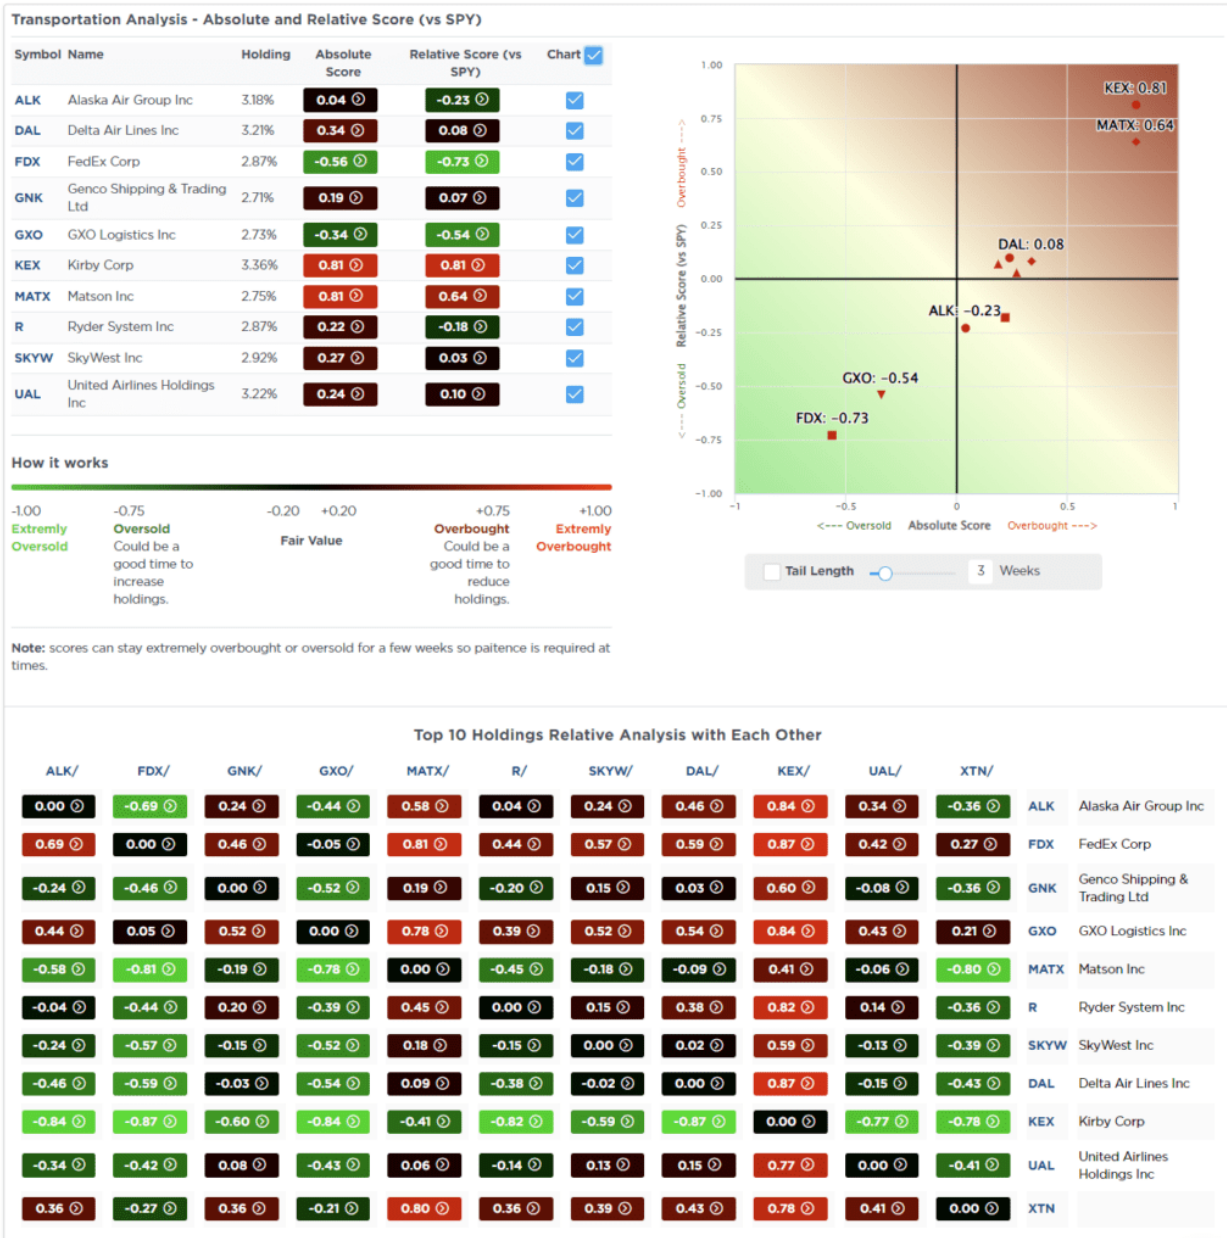 Transportation Analysis - Absolute and Relative Score (vs SPY)
Symbol Name Holding Absolute Score Relative Score (vs SPY) Chart
ALK Alaska Air Group Inc 3.18% 0.04 -0.23
DAL Delta Air Lines Inc 3.21% 0.34 0.08
FDX FedEx Corp 2.87% -0.56 -0.73
GNK Genco Shipping & Trading Ltd 2.71% 0.19 0.07
GXO GXO Logistics Inc 2.73% -0.34 -0.54
KEX Kirby Corp 3.36% 0.81 0.81
MATX Matson Inc 2.75% 0.81 0.64
R Ryder System Inc 2.87% 0.22 -0.18
SKYW SkyWest Inc 2.92% 0.27 0.03
UAL United Airlines Holdings Inc 3.22% 0.24 0.10
How it works
-1.00 -0.75 -0.20 +0.20 +0.75 +1.00
Extremly Oversold
Oversold
Could be a
good time to
increase
holdings.
Fair Value
Overbought
Could be a
good time to
reduce
holdings.
Extremly Overbought
Note: scores can stay extremely overbought or oversold for a few weeks so paitence is required at
times.
1.00
0.75
0.50
0.25
0.00
-0.25
-0.50
-0.75
-1.00
<--- Oversold Relative Score (vs SPY) Overbought --->
KEX: 0.81
MATX: 0.64
DAL: 0.08
ALK: -0.23
GXO: -0.54
FDX: -0.73
-1 -0.5 0 0.5 1
<--- Oversold Absolute Score Overbought --->
Tail Length 3 Weeks
Top 10 Holdings Relative Analysis with Each Other
ALK/ FDX/ GNK/ GXO/ MATX/ R/ SKYW/ DAL/ KEX/ UAL/ XTN/
0.00 -0.69 0.24 -0.44 0.58 0.04 0.24 0.46 0.84 0.34 -0.36 ALK Alaska Air Group Inc
0.69 0.00 0.46 -0.05 0.81 0.44 0.57 0.59 0.87 0.42 0.27 FDX FedEx Corp
-0.24 -0.46 0.00 -0.52 0.19 -0.20 0.15 0.03 0.60 -0.08 -0.36 GNK Genco Shipping & Trading Ltd
0.44 0.05 0.52 0.00 0.78 0.39 0.52 0.54 0.84 0.43 0.21 GXO GXO Logistics Inc
-0.58 -0.81 -0.19 -0.78 0.00 -0.45 -0.18 -0.09 0.41 -0.06 -0.80 MATX Matson Inc
-0.04 -0.44 0.20 -0.39 0.45 0.00 0.15 0.38 0.82 0.14 -0.36 R Ryder System Inc
-0.24 -0.57 -0.15 -0.52 0.18 -0.15 0.00 0.02 0.59 -0.13 -0.39 SKYW SkyWest Inc
-0.46 -0.59 -0.03 -0.54 0.09 -0.38 -0.02 0.00 0.87 -0.15 -0.43 DAL Delta Air Lines Inc
-0.84 -0.87 -0.60 -0.84 -0.41 -0.82 -0.59 -0.87 0.00 -0.77 -0.78 KEX Kirby Corp
-0.34 -0.42 0.08 -0.43 0.06 -0.14 0.13 0.15 0.77 0.00 -0.41 UAL United Airlines Holdings Inc
0.36 -0.27 0.36 -0.21 0.80 0.36 0.39 0.43 0.78 0.41 0.00 XTN